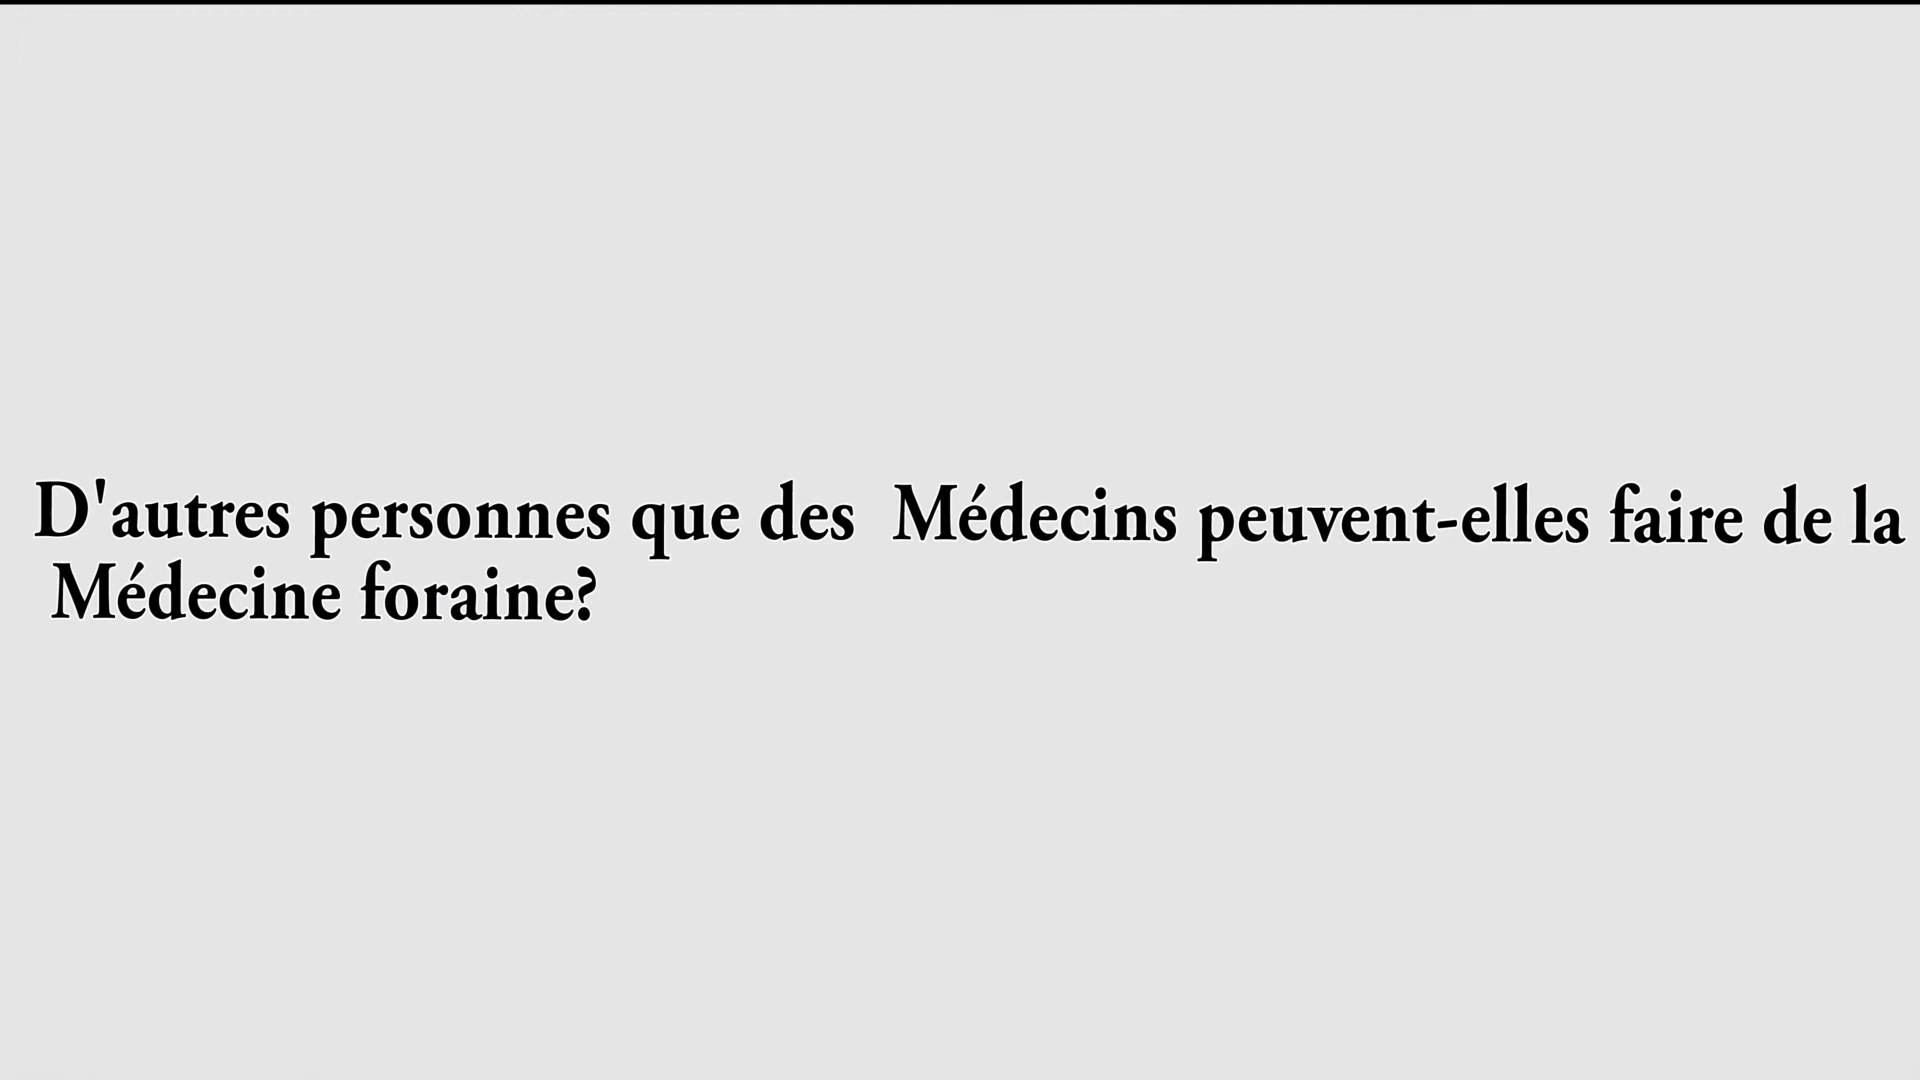 D'autres personnes que des Médecins peuvent-elles faire de la
Médecine foraine?